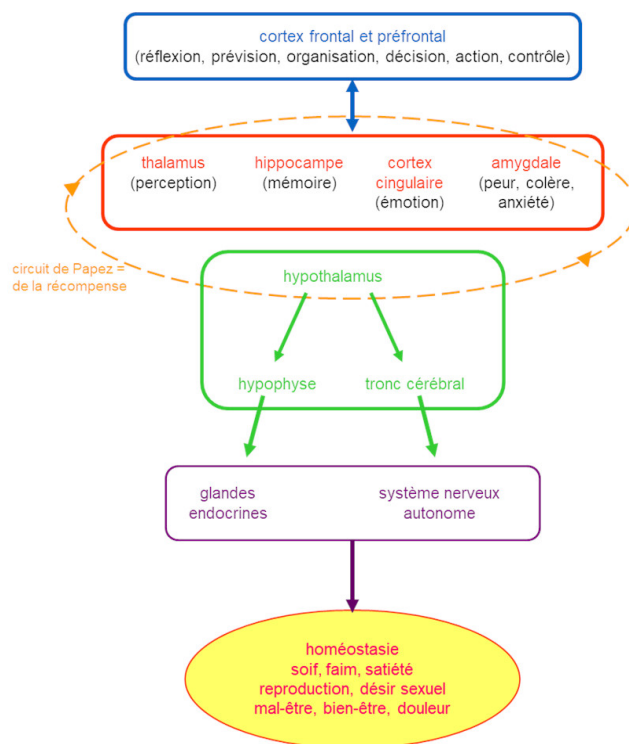 cortex frontal et préfrontal
(réflexion, prévision, organisation, décision, action, contrôle)
thalamus
(perception)
hippocampe
(mémoire)
cortex
cingulaire
(émotion)
amygdale
(peur, colère,
anxiété)
circuit de Papez =
de la récompense
hypothalamus
hypophyse
tronc cérébral
glandes
endocrines
système nerveux
autonome
homéostasie
soif, faim, satiété
reproduction, désir sexuel
mal-être, bien-être, douleur